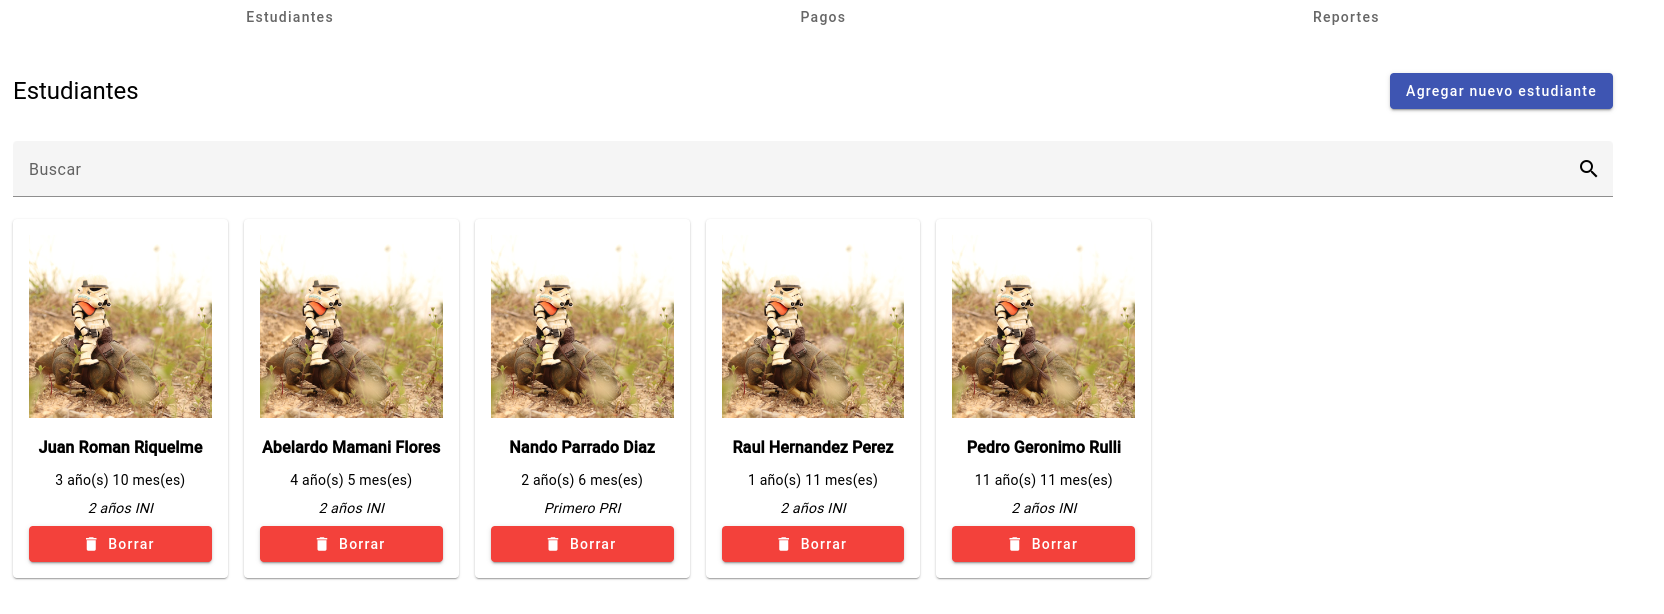 Estudiantes Pagos Reportes
Estudiantes
Agregar nuevo estudiante
Buscar
Juan Roman Riquelme
3 año(s) 10 mes(es)
2 años INI
Borrar
Abelardo Mamani Flores
4 año(s) 5 mes(es)
2 años INI
Borrar
Nando Parrado Diaz
2 año(s) 6 mes(es)
Primero PRI
Borrar
Raul Hernandez Perez
1 año(s) 11 mes(es)
2 años INI
Borrar
Pedro Geronimo Rulli
11 año(s) 11 mes(es)
2 años INI
Borrar